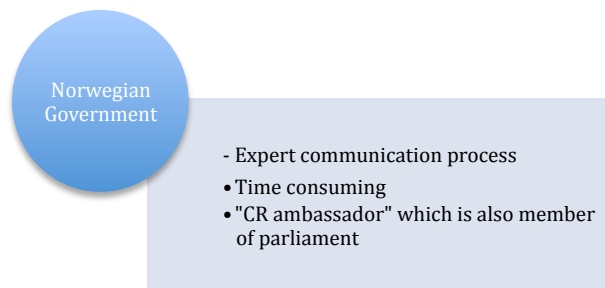 Norwegian
Government
- Expert communication process
•Time consuming
•"CR ambassador" which is also member
of parliament